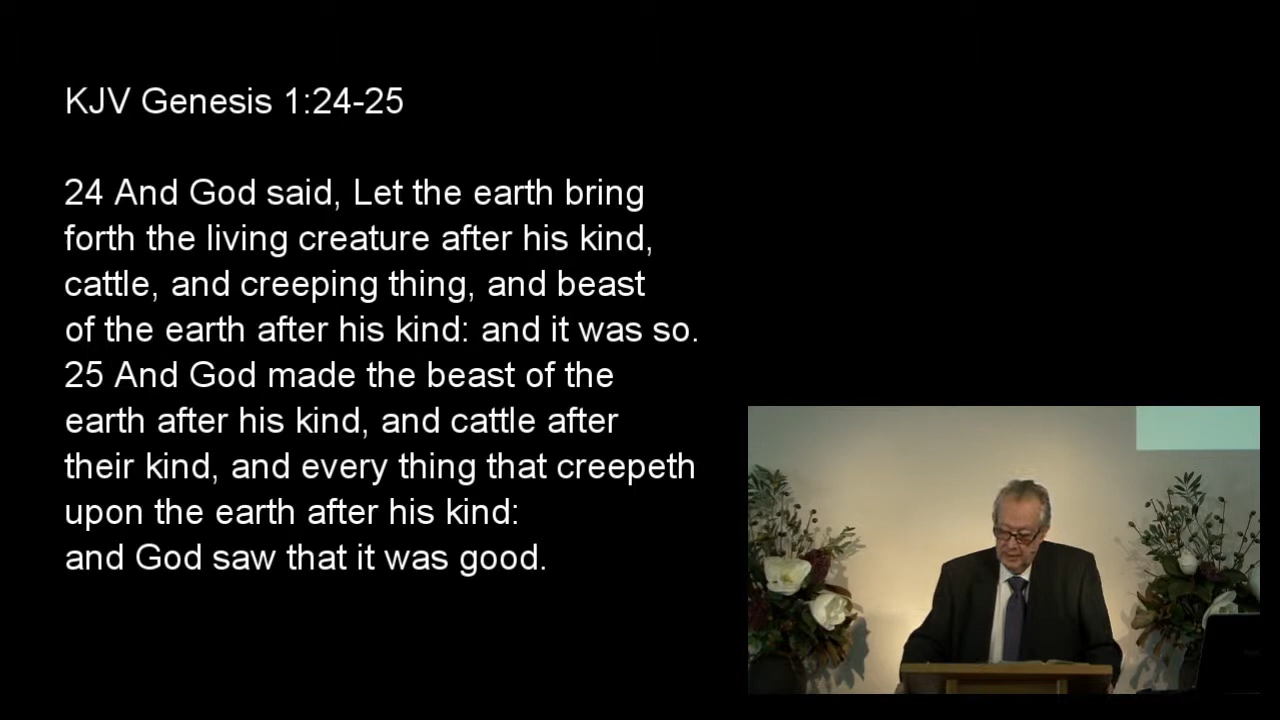 KJV Genesis 1:24-25
24 And God said, Let the earth bring
forth the living creature after his kind,
cattle, and creeping thing, and beast
of the earth after his kind: and it was so.
25 And God made the beast of the
earth after his kind, and cattle after
their kind, and every thing that creepeth
upon the earth after his kind:
and God saw that it was good.